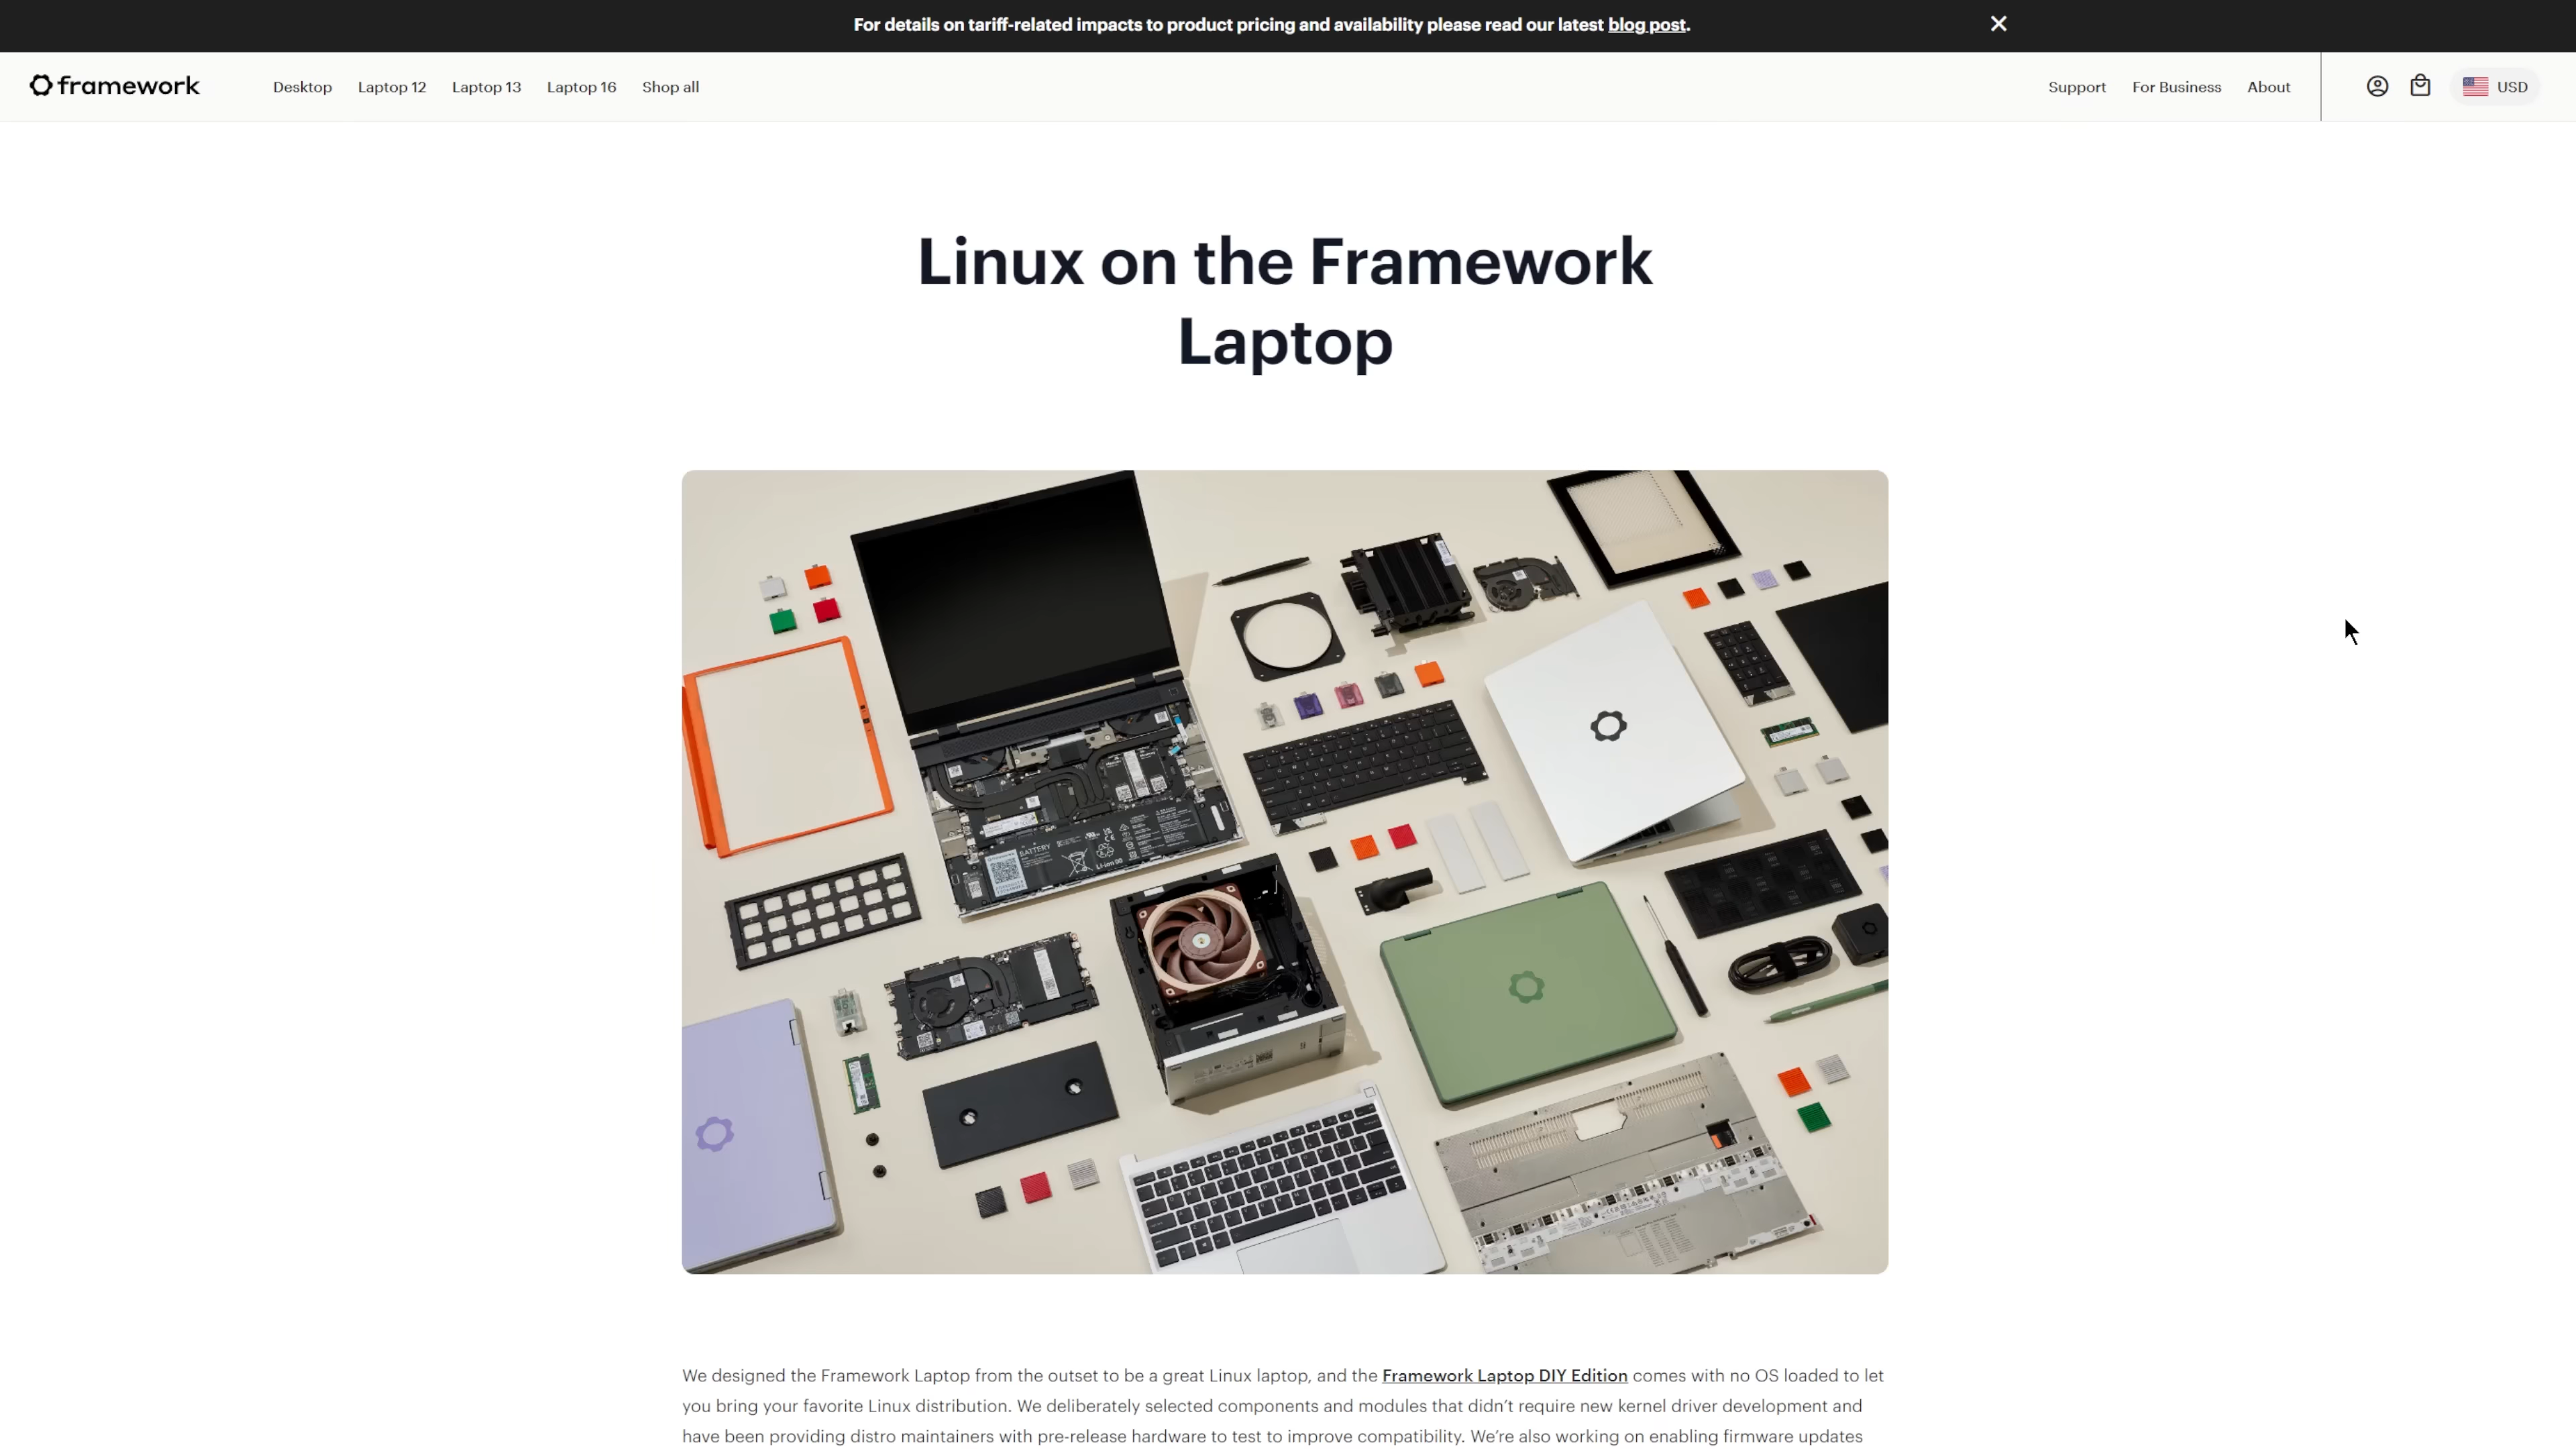 For details on tariff-related impacts to product pricing and availability please read our latest blog post.
framework
Desktop
Laptop 12
Laptop 13
Laptop 16
Shop all
Support
For Business
About
USD
Linux on the Framework
Laptop
BATTERY
Li-ion
We designed the Framework Laptop from the outset to be a great Linux laptop, and the Framework Laptop DIY Edition comes with no OS loaded to let
you bring your favorite Linux distribution. We deliberately selected components and modules that didn’t require new kernel driver development and
have been providing distro maintainers with pre-release hardware to test to improve compatibility. We’re also working on enabling firmware updates